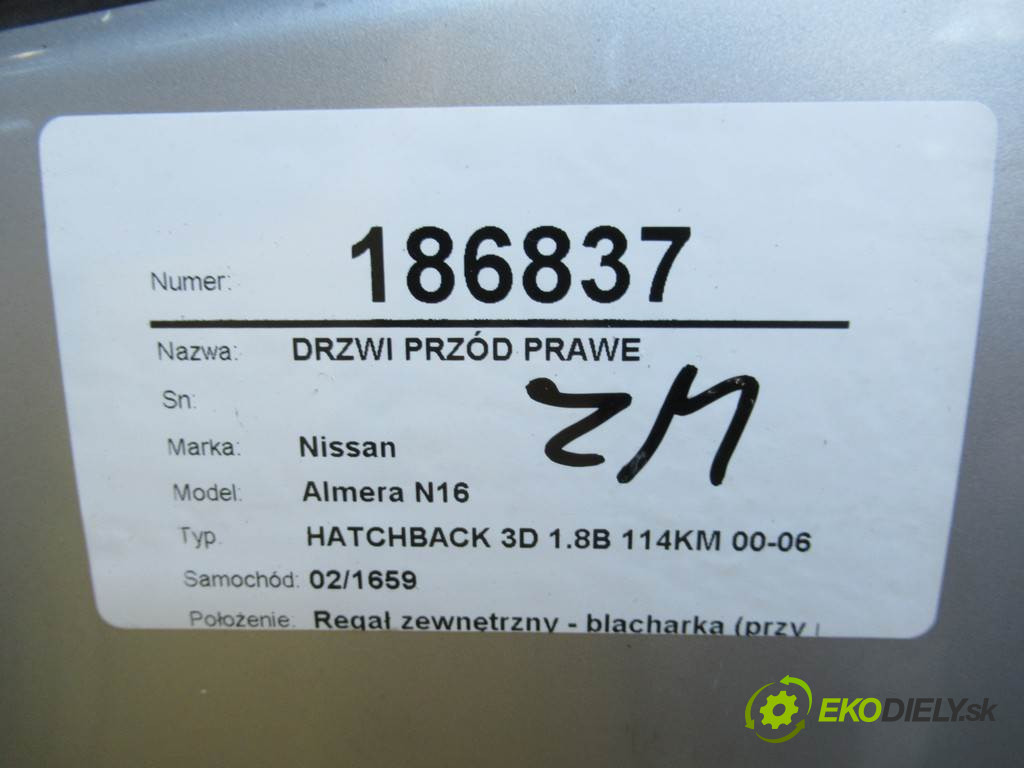 Numer: 186837
Nazwa: DRZWI PRZÓD PRAWE
Sn:
ZM
Marka: Nissan
Model: Almera N16
Typ. HATCHBACK 3D 1.8B 114KM 00-06
Samochód: 02/1659
Położenie: Regał zewnętrzny - blacharka (przy
EKODIELY.sk